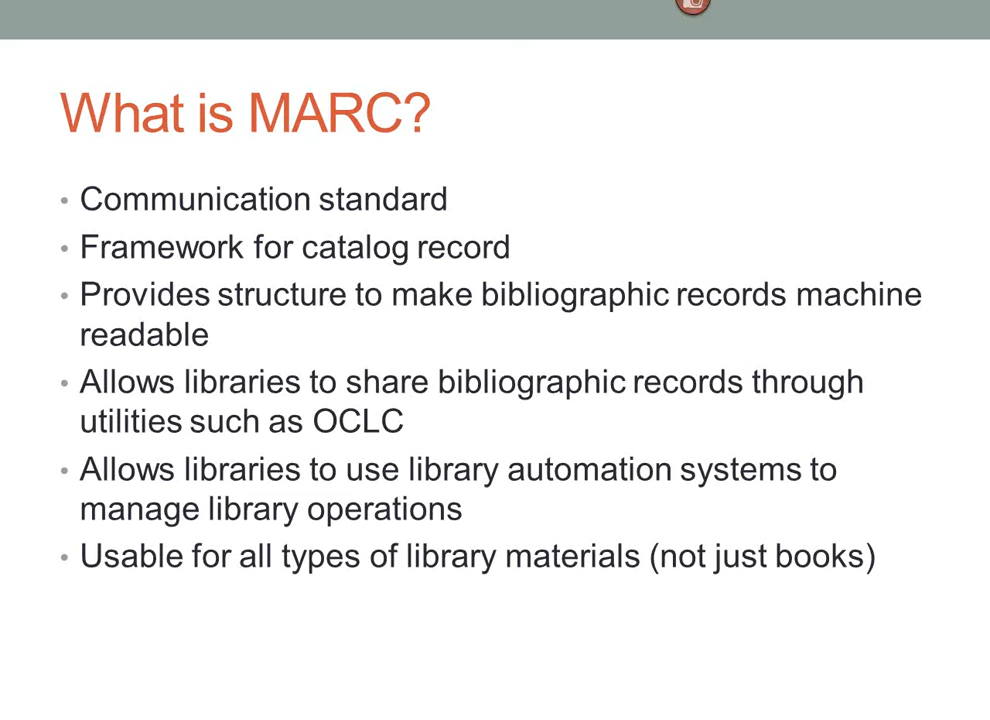 What is MARC?
• Communication standard
• Framework for catalog record
• Provides structure to make bibliographic records machine
readable
• Allows libraries to share bibliographic records through
utilities such as OCLC
• Allows libraries to use library automation systems to
manage library operations
• Usable for all types of library materials (not just books)